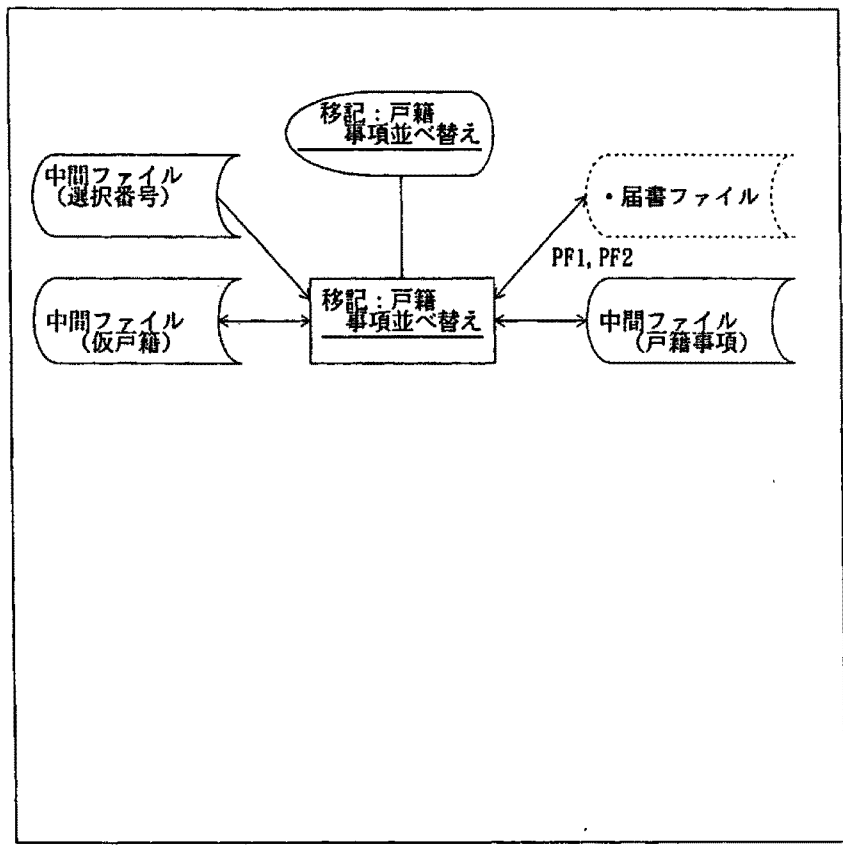 移記：戸籍
事項並べ替え
中間ファイル
（選択番号）
・届書ファイル
PF1, PF2
中間ファイル
（仮戸籍）
移記：戸籍
事項並べ替え
中間ファイル
（戸籍事項）